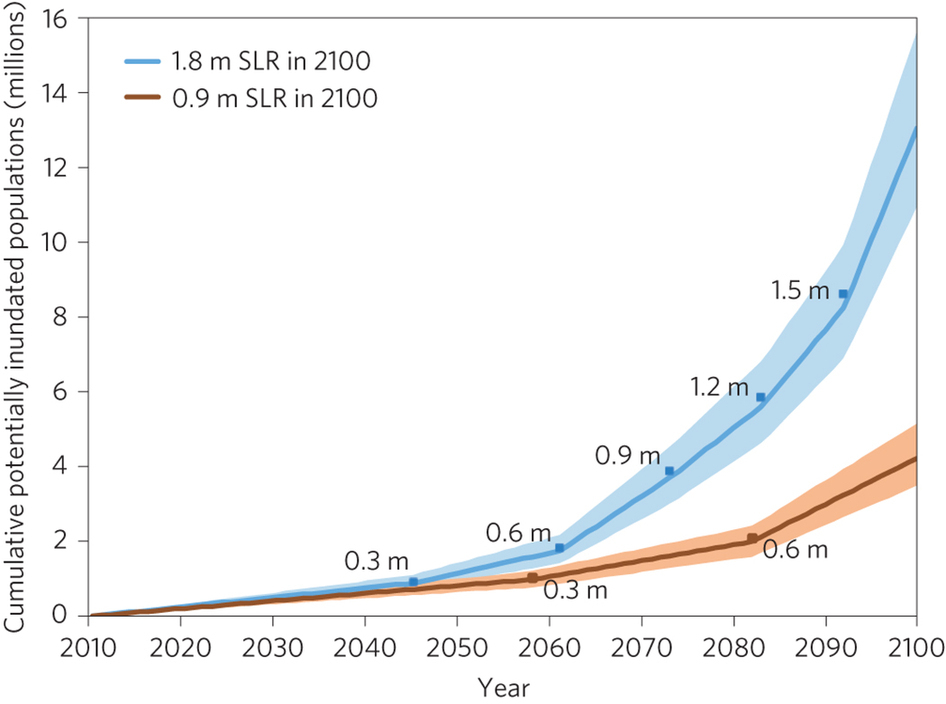 Cumulative potentially inundated populations (millions)
16
14
12
10
8
6
4
2
0
1.8 m SLR in 2100
0.9 m SLR in 2100
1.5 m
1.2 m
0.9 m
0.6 m
0.3 m
0.3 m
0.6 m
2010 2020 2030 2040 2050 2060 2070 2080 2090 2100
Year